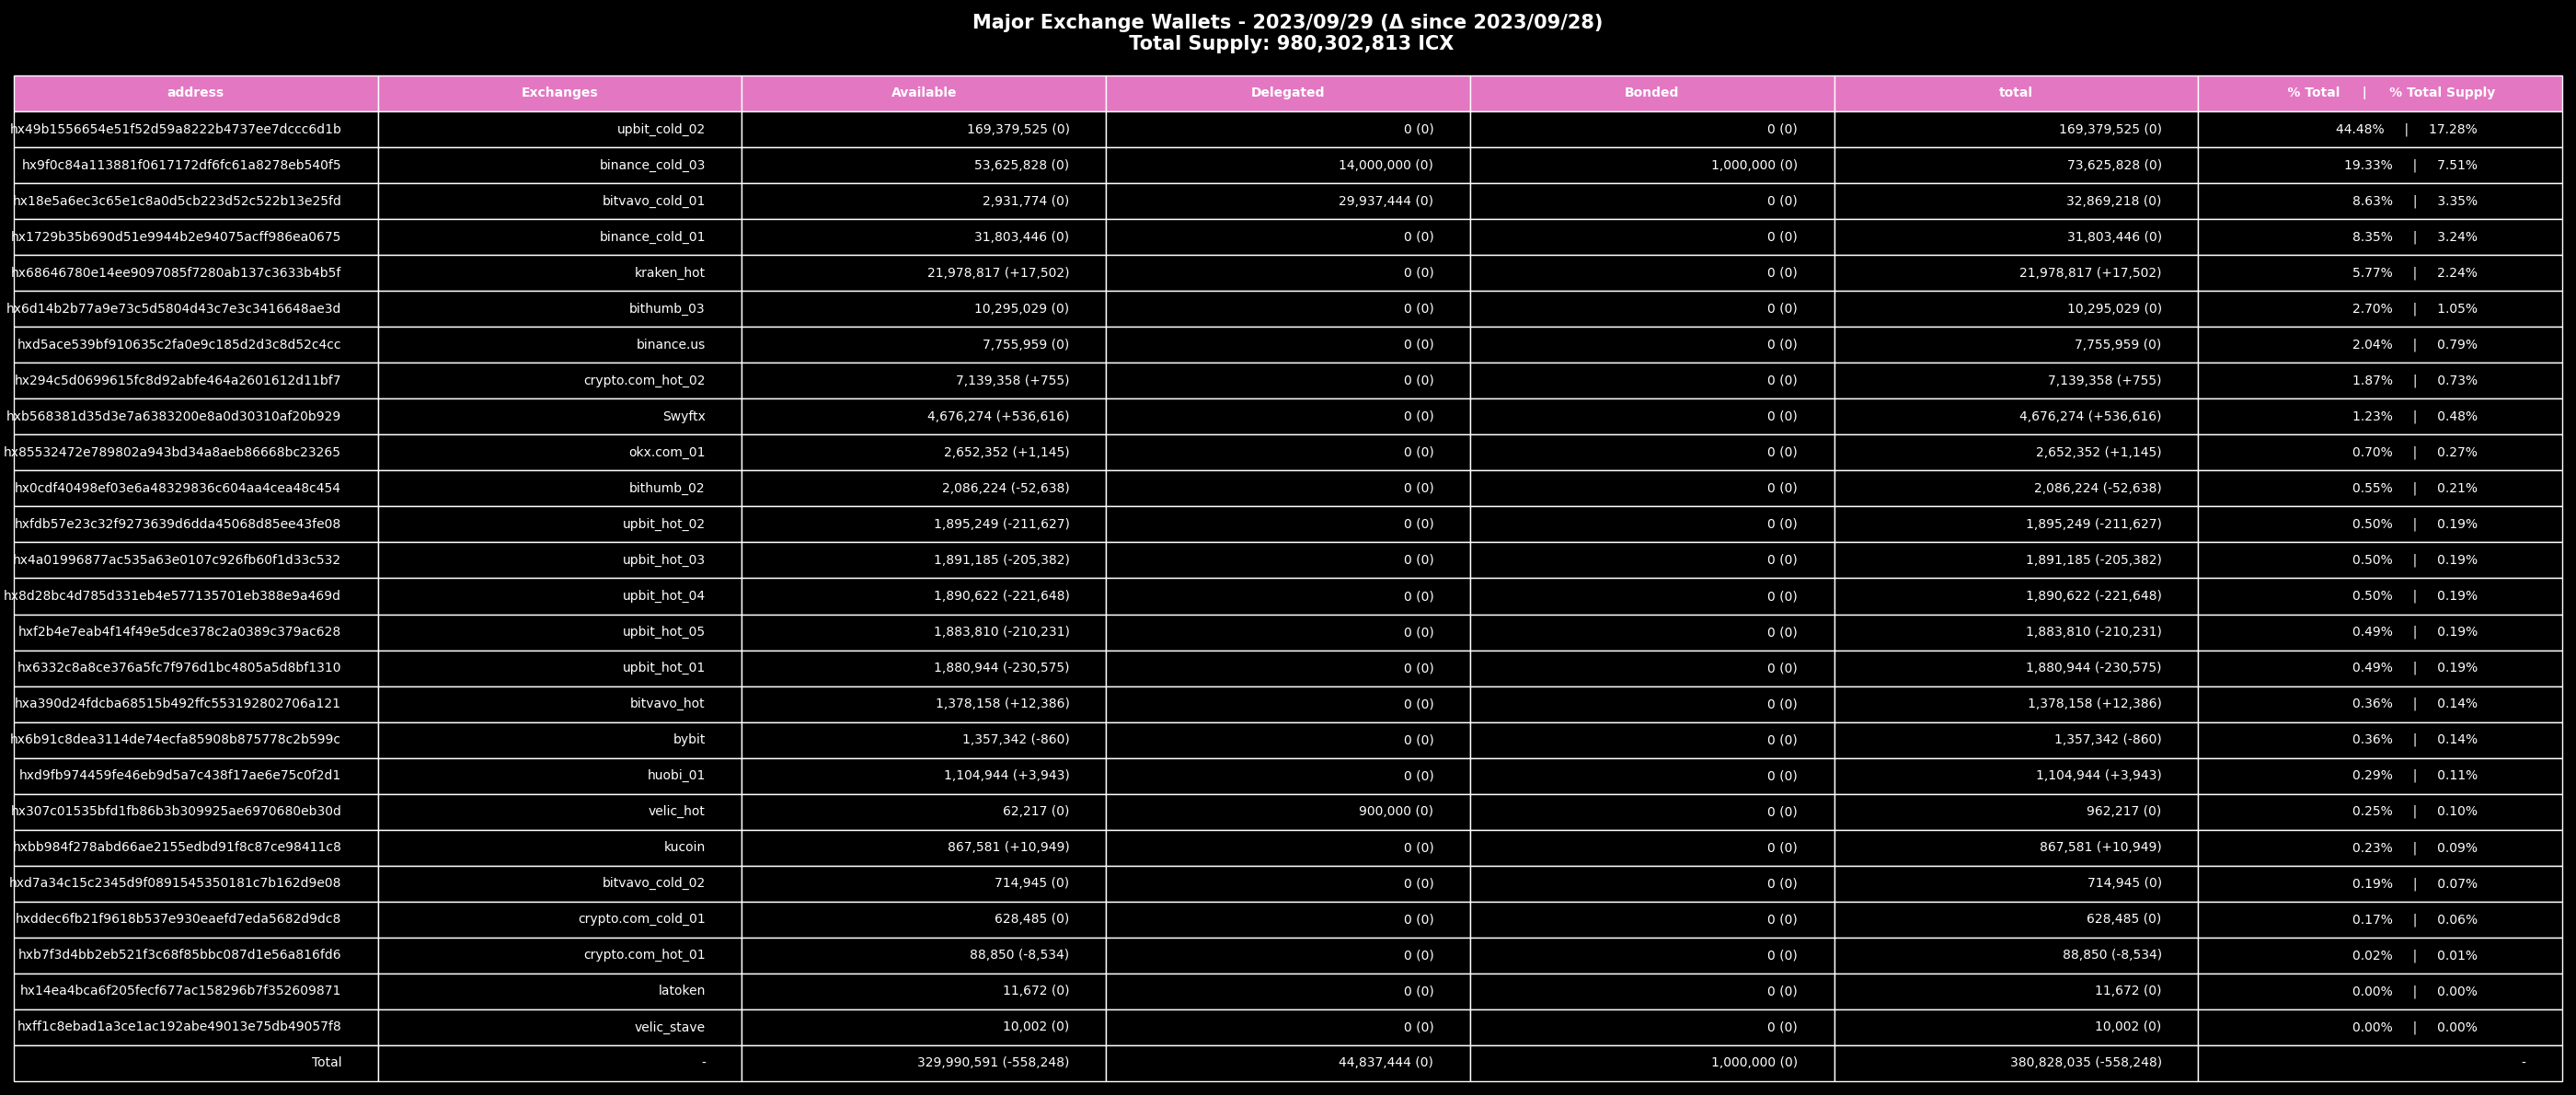 Major Exchange Wallets - 2023/09/29 (Δ since 2023/09/28)
Total Supply: 980,302,813 ICX
address Exchanges Available Delegated Bonded total % Total | % Total Supply
hx49b1556654e51f52d59a8222b4737ee7dccc6d1b upbit_cold_02 169,379,525 (0) 0 (0) 0 (0) 169,379,525 (0) 44.48% | 17.28%
hx9f0c84a113881f0617172df6fc61a8278eb540f5 binance_cold_03 53,625,828 (0) 14,000,000 (0) 1,000,000 (0) 73,625,828 (0) 19.33% | 7.51%
hx18e5a6ec3c65e1c8a0d5cb223d52c522b13e25fd bitvavo_cold_01 2,931,774 (0) 29,937,444 (0) 0 (0) 32,869,218 (0) 8.63% | 3.35%
hx1729b35b690d51e9944b2e94075acff986ea0675 binance_cold_01 31,803,446 (0) 0 (0) 0 (0) 31,803,446 (0) 8.35% | 3.24%
hx68646780e14ee9097085f7280ab137c3633b4b5f kraken_hot 21,978,817 (+17,502) 0 (0) 0 (0) 21,978,817 (+17,502) 5.77% | 2.24%
hx6d14b2b77a9e73c5d5804d43c7e3c3416648ae3d bithumb_03 10,295,029 (0) 0 (0) 0 (0) 10,295,029 (0) 2.70% | 1.05%
hxd5ace539bf910635c2fa0e9c185d2d3c8d52c4cc binance.us 7,755,959 (0) 0 (0) 0 (0) 7,755,959 (0) 2.04% | 0.79%
hx294c5d0699615fc8d92abfe464a2601612d11bf7 crypto.com_hot_02 7,139,358 (+755) 0 (0) 0 (0) 7,139,358 (+755) 1.87% | 0.73%
hxb568381d35d3e7a6383200e8a0d30310af20b929 Swyftx 4,676,274 (+536,616) 0 (0) 0 (0) 4,676,274 (+536,616) 1.23% | 0.48%
hx85532472e789802a943bd34a8aeb86668bc23265 okx.com_01 2,652,352 (+1,145) 0 (0) 0 (0) 2,652,352 (+1,145) 0.70% | 0.27%
hx0cdf40498ef03e6a48329836c604aa4cea48c454 bithumb_02 2,086,224 (-52,638) 0 (0) 0 (0) 2,086,224 (-52,638) 0.55% | 0.21%
hxfdb57e23c32f9273639d6dda45068d85ee43fe08 upbit_hot_02 1,895,249 (-211,627) 0 (0) 0 (0) 1,895,249 (-211,627) 0.50% | 0.19%
hx4a01996877ac535a63e0107c926fb60f1d33c532 upbit_hot_03 1,891,185 (-205,382) 0 (0) 0 (0) 1,891,185 (-205,382) 0.50% | 0.19%
hx8d28bc4d785d331eb4e577135701eb388e9a469d upbit_hot_04 1,890,622 (-221,648) 0 (0) 0 (0) 1,890,622 (-221,648) 0.50% | 0.19%
hxf2b4e7eab4f14f49e5dce378c2a0389c379ac628 upbit_hot_05 1,883,810 (-210,231) 0 (0) 0 (0) 1,883,810 (-210,231) 0.49% | 0.19%
hx6332c8a8ce376a5fc7f976d1bc4805a5d8bf1310 upbit_hot_01 1,880,944 (-230,575) 0 (0) 0 (0) 1,880,944 (-230,575) 0.49% | 0.19%
hxa390d24fdcba68515b492ffc553192802706a121 bitvavo_hot 1,378,158 (+12,386) 0 (0) 0 (0) 1,378,158 (+12,386) 0.36% | 0.14%
hx6b91c8dea3114de74ecfa85908b875778c2b599c bybit 1,357,342 (-860) 0 (0) 0 (0) 1,357,342 (-860) 0.36% | 0.14%
hxd9fb974459fe46eb9d5a7c438f17ae6e75c0f2d1 huobi_01 1,104,944 (+3,943) 0 (0) 0 (0) 1,104,944 (+3,943) 0.29% | 0.11%
hx307c01535bfd1fb86b3b309925ae6970680eb30d velic_hot 62,217 (0) 900,000 (0) 0 (0) 962,217 (0) 0.25% | 0.10%
hxbb984f278abd66ae2155edbd91f8c87ce98411c8 kucoin 867,581 (+10,949) 0 (0) 0 (0) 867,581 (+10,949) 0.23% | 0.09%
hxd7a34c15c2345d9f0891545350181c7b162d9e08 bitvavo_cold_02 714,945 (0) 0 (0) 0 (0) 714,945 (0) 0.19% | 0.07%
hxddec6fb21f9618b537e930eaefd7eda5682d9dc8 crypto.com_cold_01 628,485 (0) 0 (0) 0 (0) 628,485 (0) 0.17% | 0.06%
hxb7f3d4bb2eb521f3c68f85bbc087d1e56a816fd6 crypto.com_hot_01 88,850 (-8,534) 0 (0) 0 (0) 88,850 (-8,534) 0.02% | 0.01%
hx14ea4bca6f205fecf677ac158296b7f352609871 latoken 11,672 (0) 0 (0) 0 (0) 11,672 (0) 0.00% | 0.00%
hxff1c8ebad1a3ce1ac192abe49013e75db49057f8 velic_stave 10,002 (0) 0 (0) 0 (0) 10,002 (0) 0.00% | 0.00%
Total - 329,990,591 (-558,248) 44,837,444 (0) 1,000,000 (0) 380,828,035 (-558,248) -